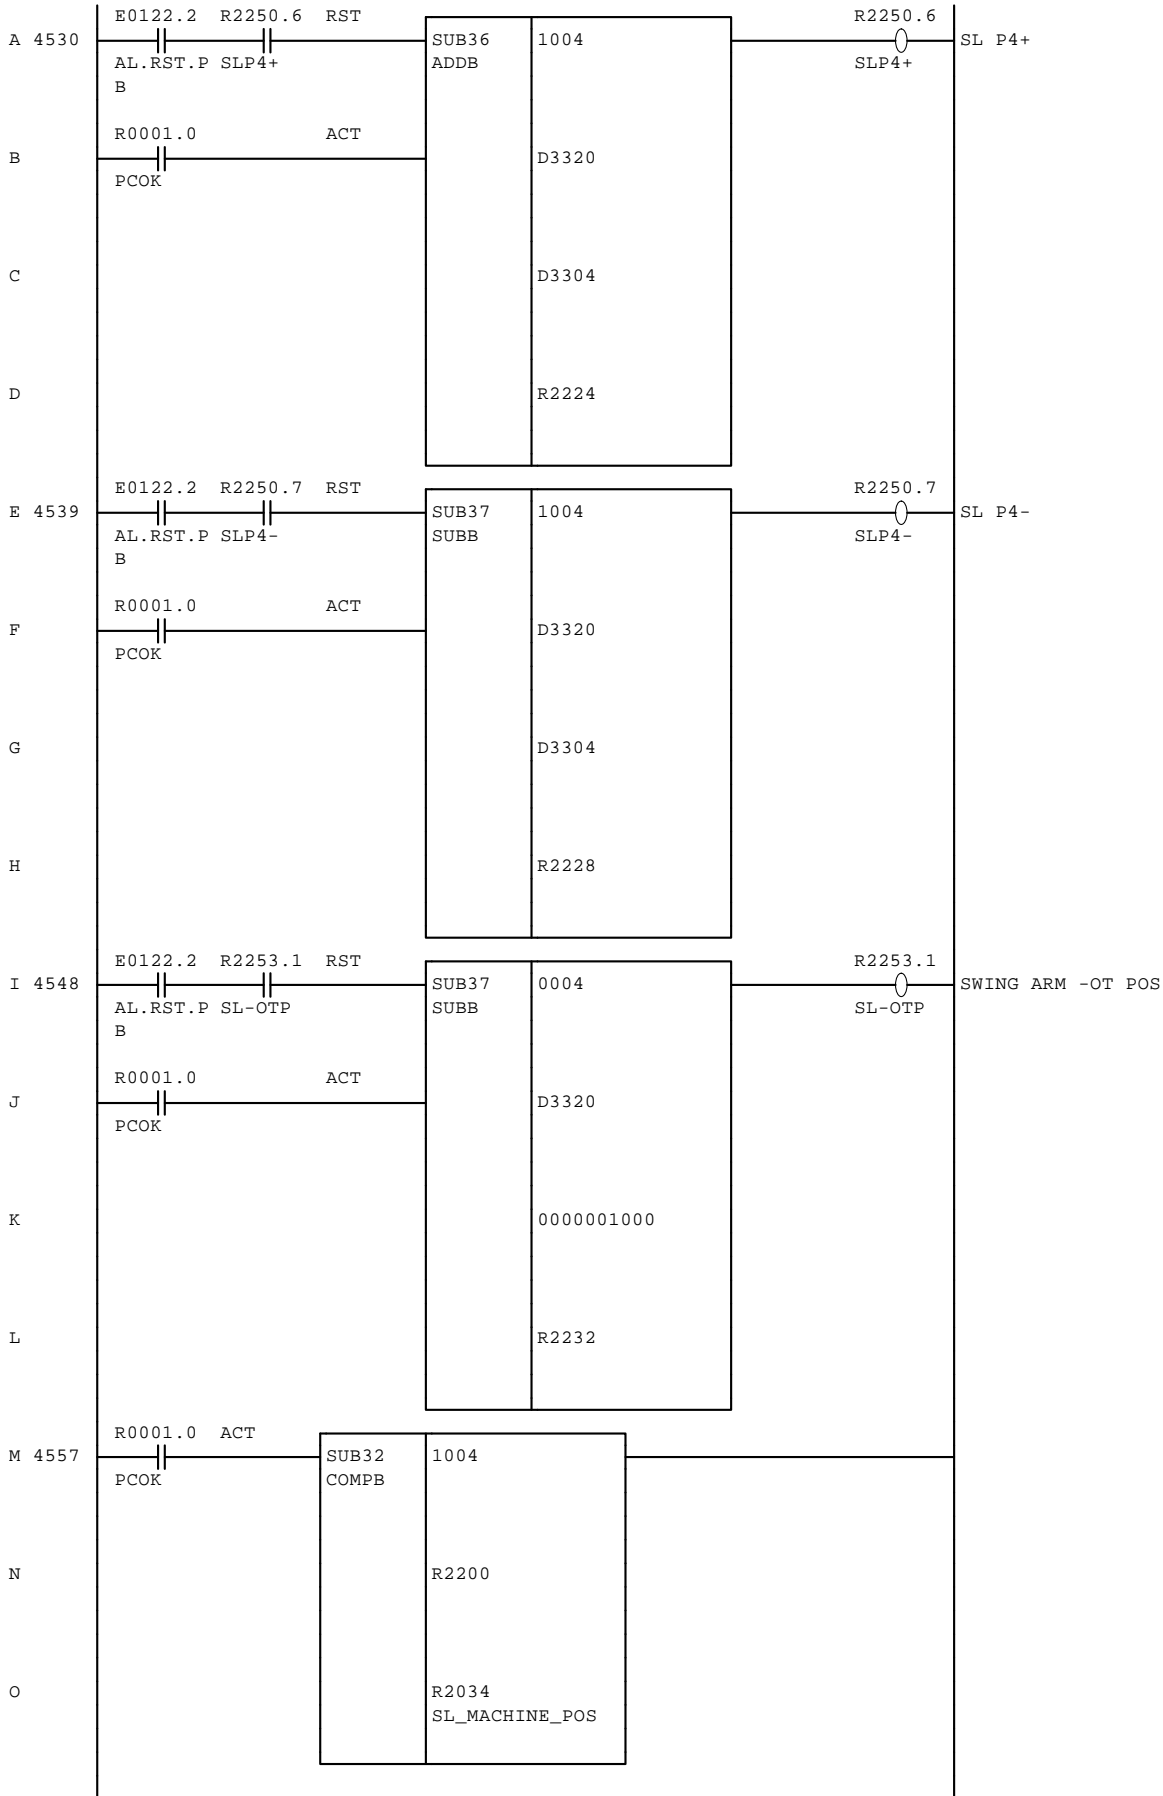 E0122.2 R2250.6 RST R2250.6
A 4530 SUB36 1004 SL P4+
AL.RST.P SLP4+ ADDB SLP4+
B
R0001.0 ACT
B D3320
PCOK
C D3304
D R2224
E0122.2 R2250.7 RST R2250.7
E 4539 SUB37 1004 SL P4-
AL.RST.P SLP4- SUBB SLP4-
B
R0001.0 ACT
F D3320
PCOK
G D3304
H R2228
E0122.2 R2253.1 RST R2253.1
I 4548 SUB37 0004 SWING ARM -OT POS
AL.RST.P SL-OTP SUBB SL-OTP
B
R0001.0 ACT
J D3320
PCOK
K 0000001000
L R2232
R0001.0 ACT
M 4557 SUB32 1004
PCOK COMPB
N R2200
O R2034
SL_MACHINE_POS